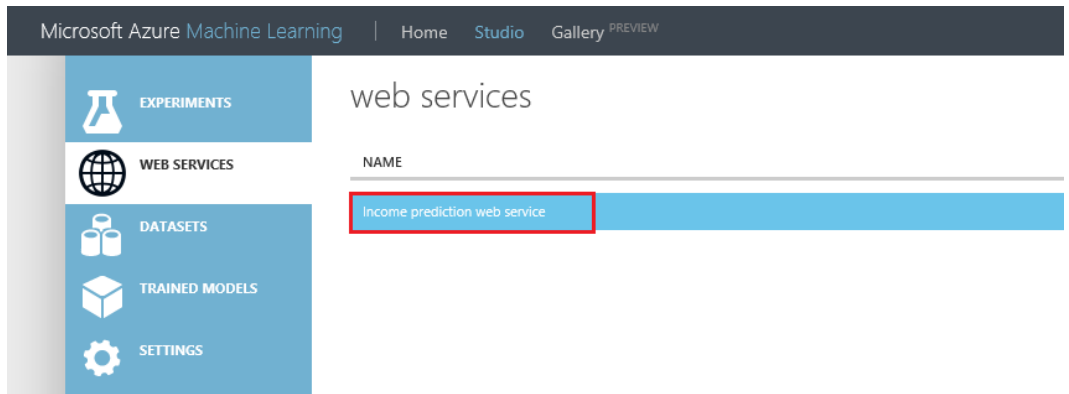 Microsoft Azure Machine Learning | Home Studio Gallery PREVIEW
EXPERIMENTS
WEB SERVICES
DATASETS
TRAINED MODELS
SETTINGS
web services
NAME
Income prediction web service